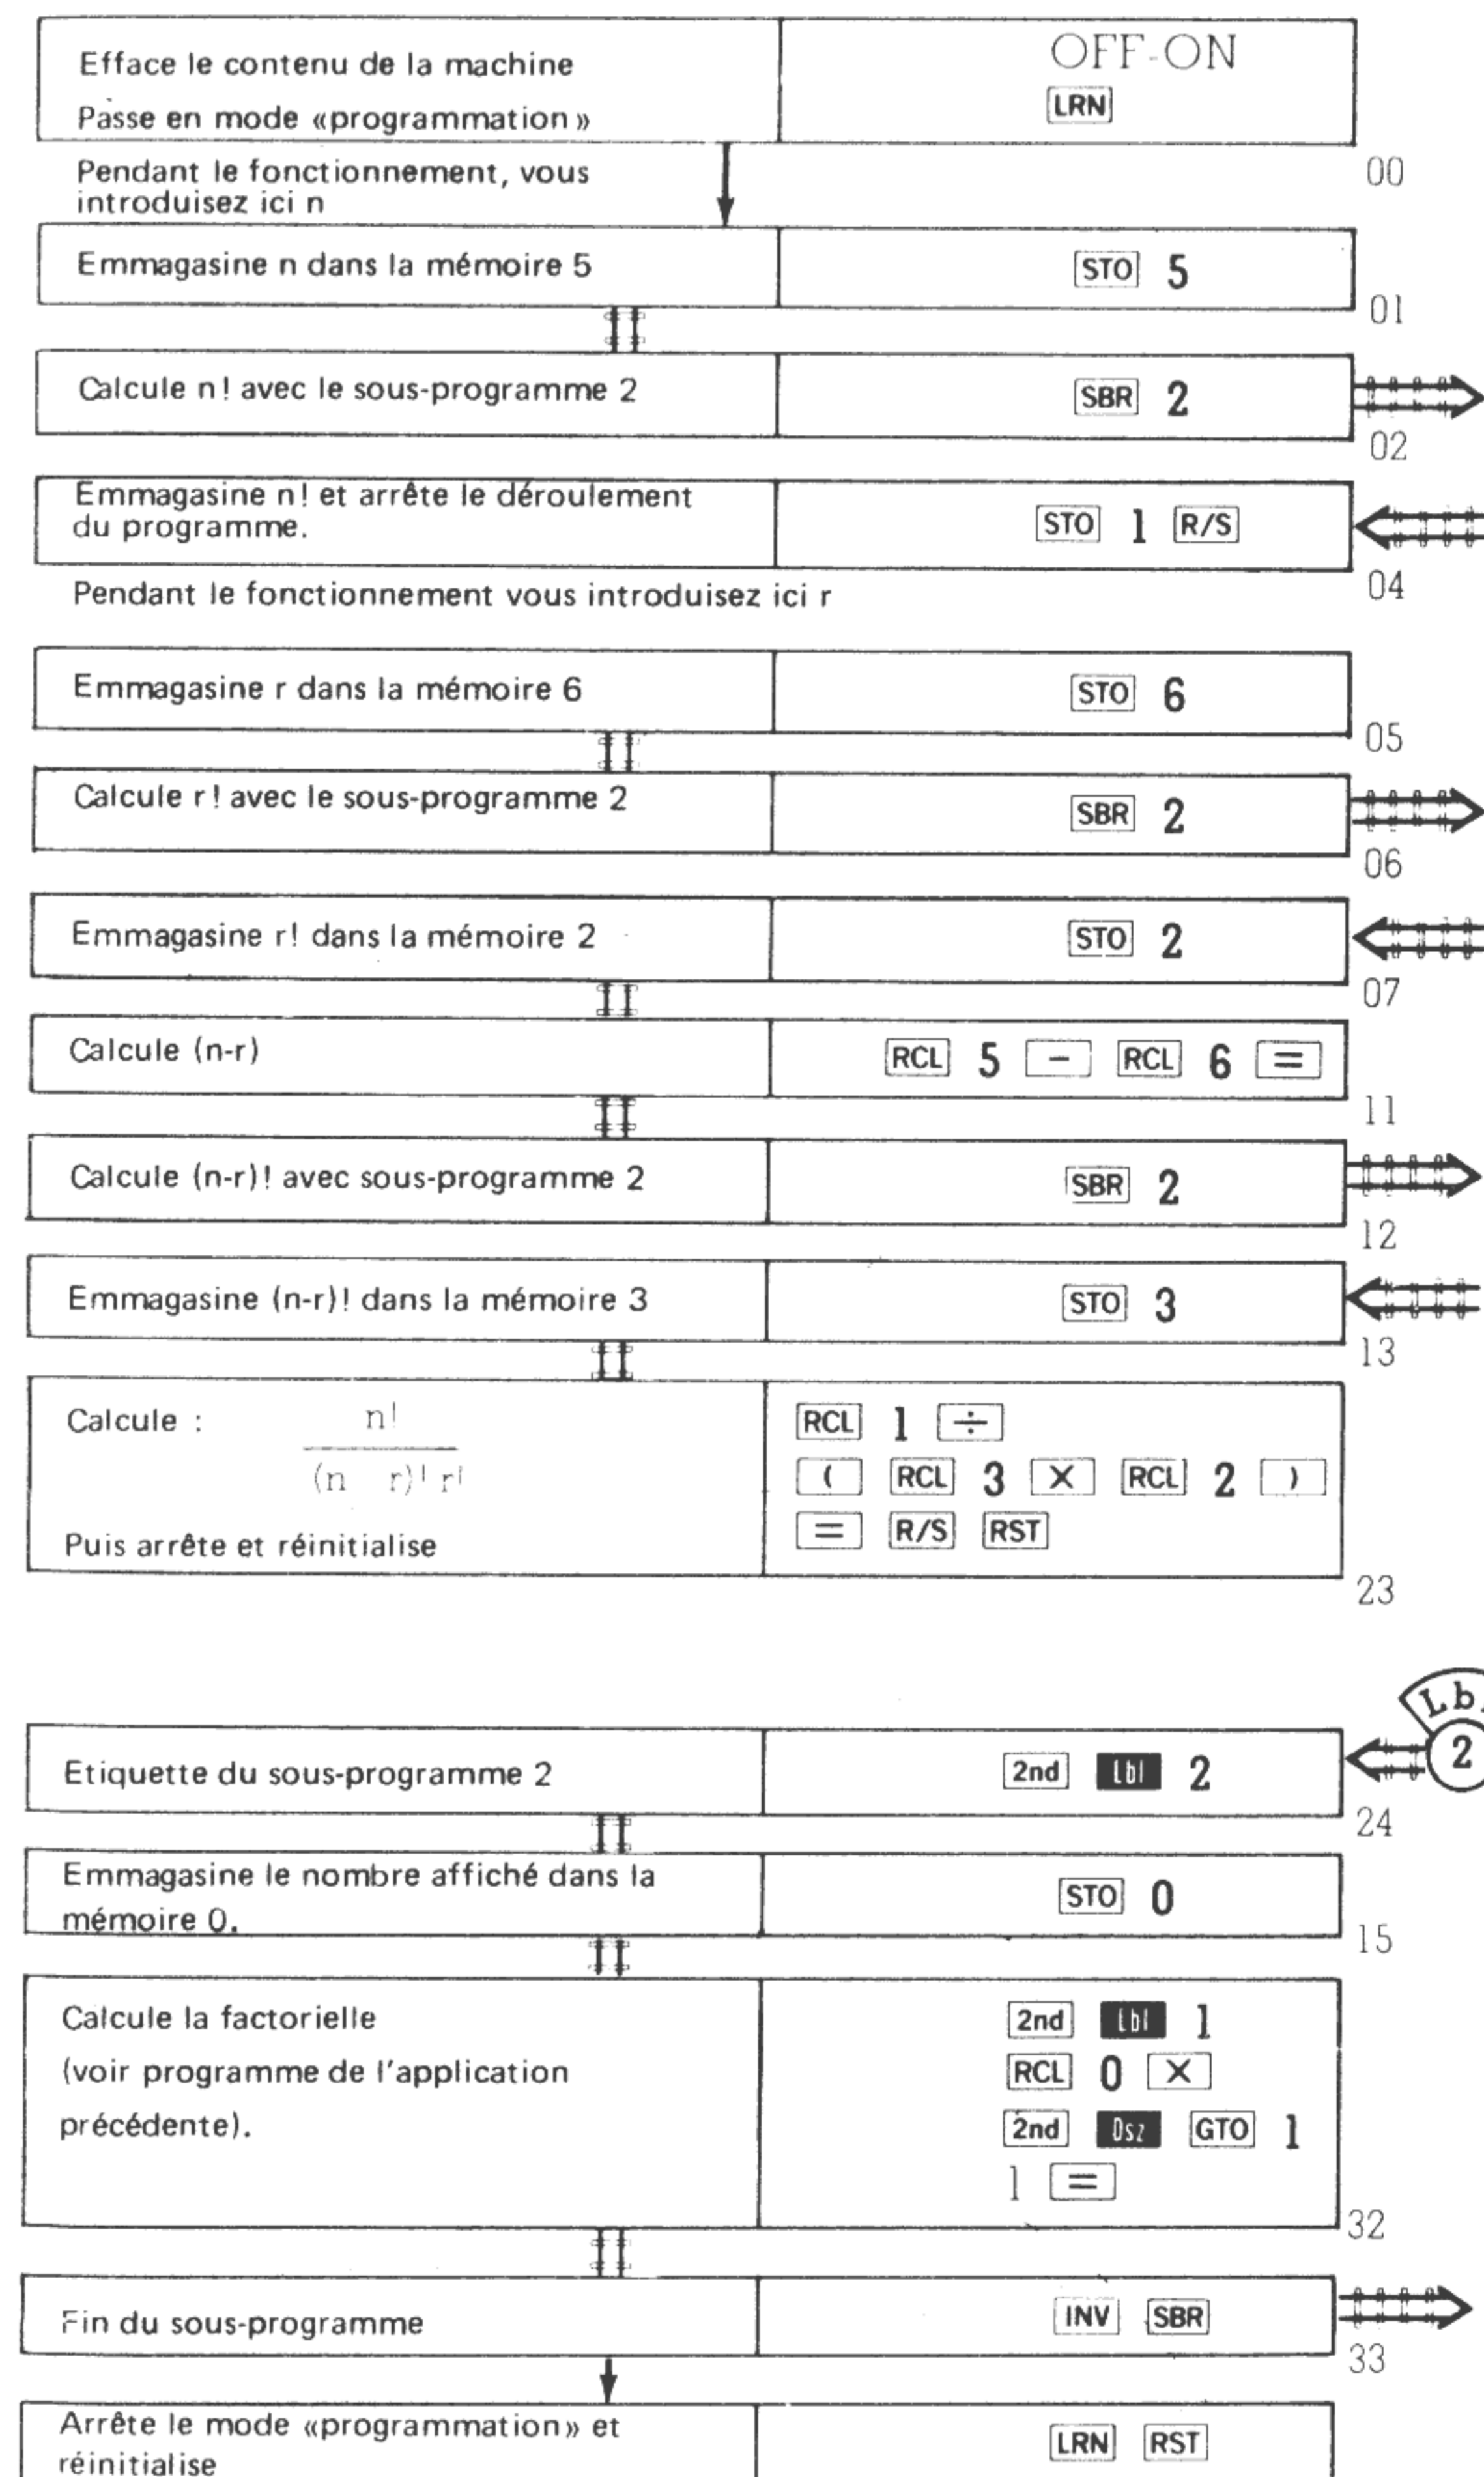 Efface le contenu de la machine
OFF-ON
Passe en mode «programmation»
LRN
Pendant le fonctionnement, vous
introduisez ici n
00
Emmagasine n dans la mémoire 5
STO 5
01
Calcule n! avec le sous-programme 2
SBR 2
02
Emmagasine n! et arrête le déroulement
du programme.
STO 1 R/S
04
Pendant le fonctionnement vous introduisez ici r
Emmagasine r dans la mémoire 6
STO 6
05
Calcule r! avec le sous-programme 2
SBR 2
06
Emmagasine r! dans la mémoire 2
STO 2
07
Calcule (n-r)
RCL 5 - RCL 6 =
11
Calcule (n-r)! avec sous-programme 2
SBR 2
12
Emmagasine (n-r)! dans la mémoire 3
STO 3
13
Calcule : n!
(n r)! r!
Puis arrête et réinitialise
RCL 1 ÷
( RCL 3 X RCL 2 )
= R/S RST
23
Lb
2
Etiquette du sous-programme 2
2nd Lbl 2
24
Emmagasine le nombre affiché dans la
mémoire 0.
STO 0
15
Calcule la factorielle
(voir programme de l'application
précédente).
2nd Lbl 1
RCL 0 X
2nd Dsz GTO 1
1 =
32
Fin du sous-programme
INV SBR
33
Arrête le mode «programmation» et
réinitialise
LRN RST